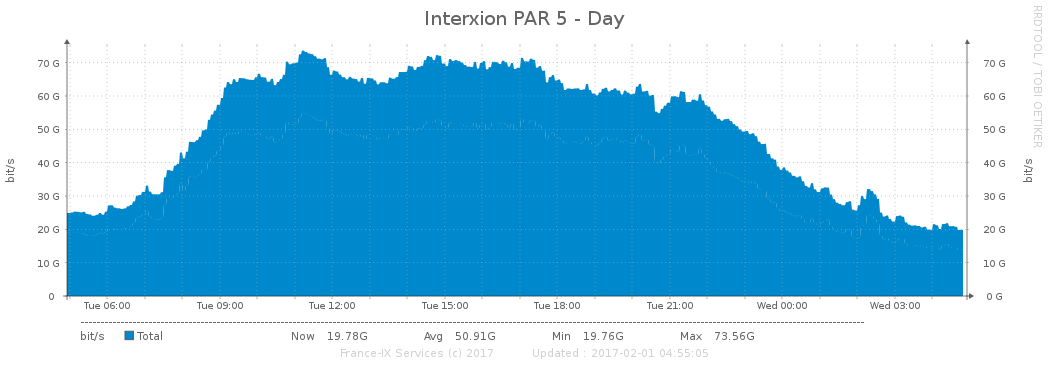 Interxion PAR 5 - Day
RRDTOOL / TOBI OETIKER
bit/s
70 G 70 G
60 G 60 G
50 G 50 G
40 G 40 G
30 G 30 G
20 G 20 G
10 G 10 G
0 0 G
bit/s
Tue 06:00 Tue 09:00 Tue 12:00 Tue 15:00 Tue 18:00 Tue 21:00 Wed 00:00 Wed 03:00
bit/s Total Now 19.78G Avg 50.91G Min 19.76G Max 73.56G
France-IX Services (c) 2017 Updated : 2017-02-01 04:55:05